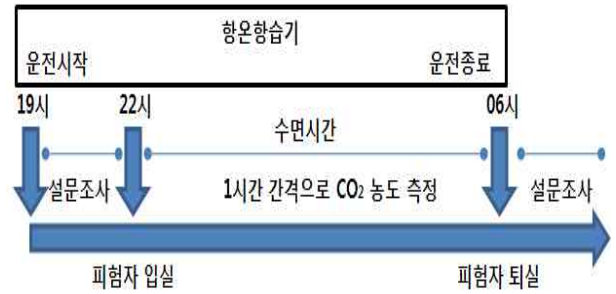 항온항습기
운전시작 운전종료
19시 22시 06시
수면시간
설문조사 1시간 간격으로 CO₂ 농도 측정 설문조사
피험자 입실 피험자 퇴실